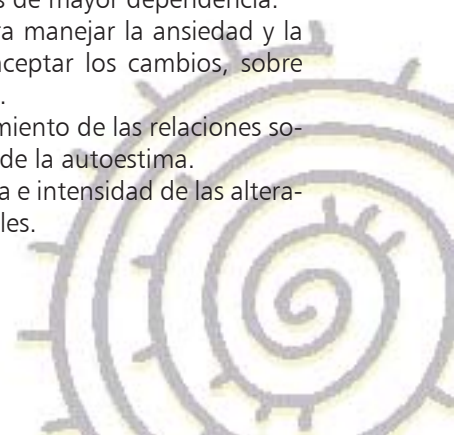 s de mayor dependencia.
a manejar la ansiedad y la
aceptar los cambios, sobre
.
miento de las relaciones so-
de la autoestima.
a e intensidad de las altera-
les.